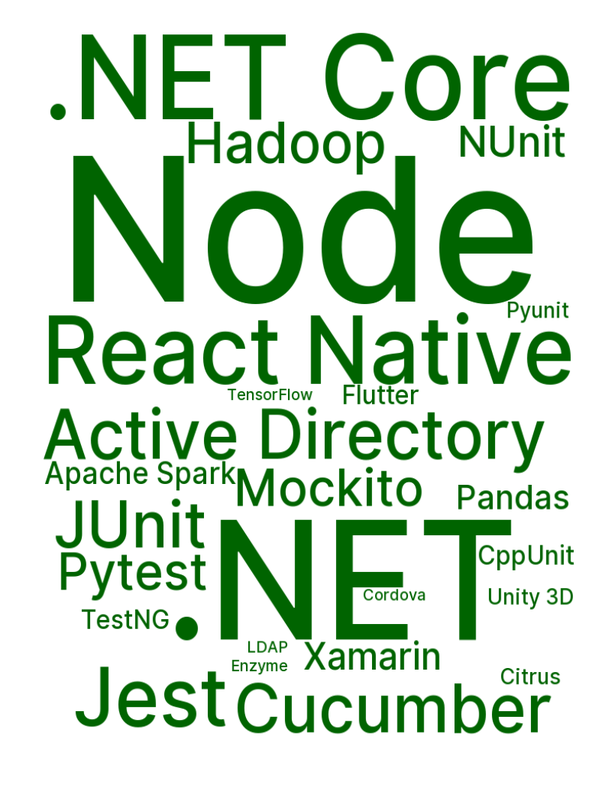 .NET Core
Hadoop
NUnit
Node
Pyunit
React Native
TensorFlow
Flutter
Active Directory
Apache Spark
Mockito
Pandas
JUnit
.NET
CppUnit
Pytest
Cordova
Unity 3D
TestNG
LDAP
Xamarin
Enzyme
Citrus
Jest
Cucumber